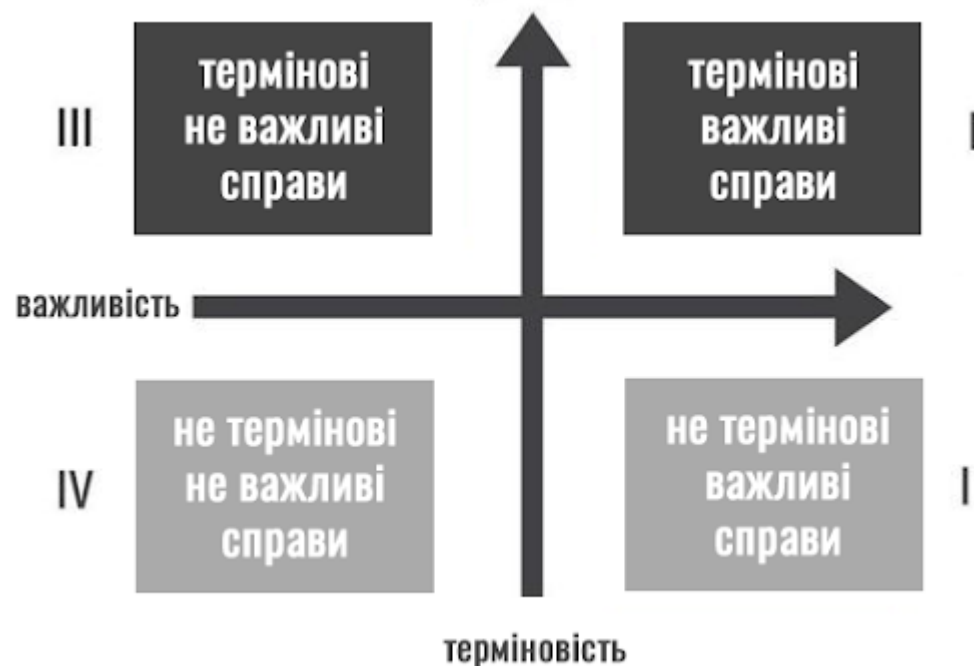 III
термінові
не важливі
справи
термінові
важливі
справи
важливість
IV
не термінові
не важливі
справи
не термінові
важливі
справи
I
терміновість